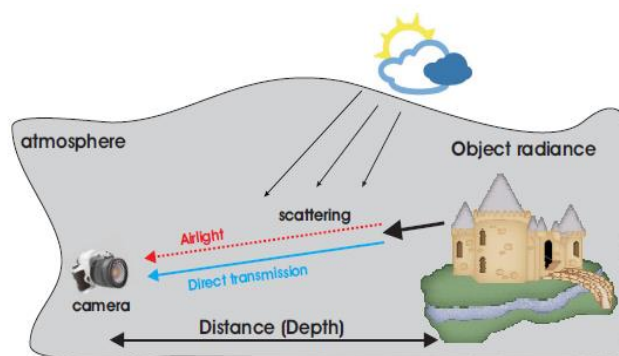 atmosphere
Object radiance
scattering
Airlight
Direct transmission
camera
Distance (Depth)